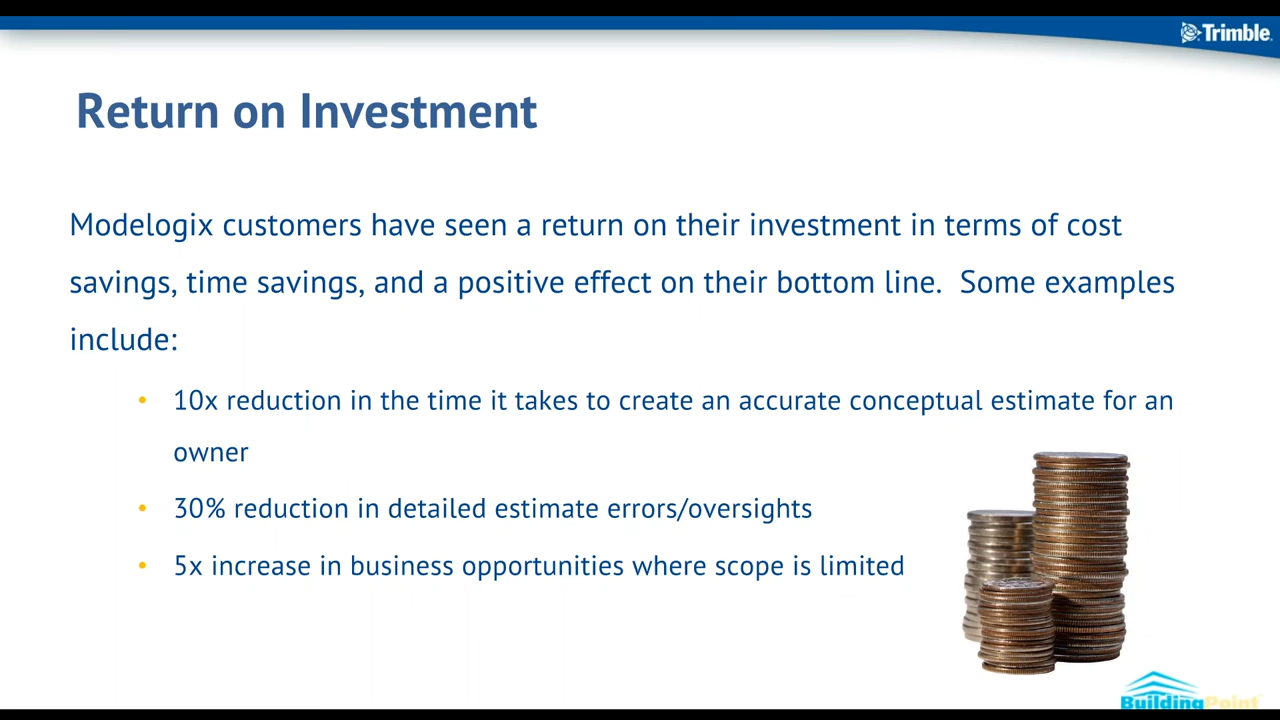 Trimble.
Return on Investment
Modelogix customers have seen a return on their investment in terms of cost
savings, time savings, and a positive effect on their bottom line.  Some examples
include:
• 10x reduction in the time it takes to create an accurate conceptual estimate for an
owner
• 30% reduction in detailed estimate errors/oversights
• 5x increase in business opportunities where scope is limited
BuildingPoint